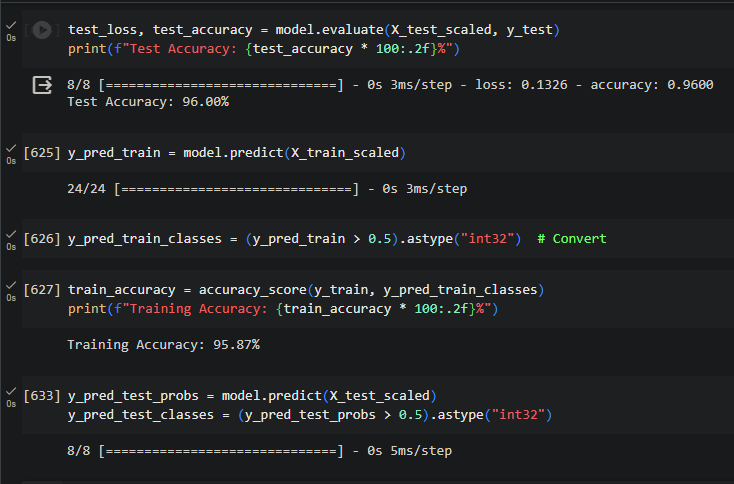 0s
test_loss, test_accuracy = model.evaluate(X_test_scaled, y_test)
print(f"Test Accuracy: {test_accuracy * 100:.2f}%")
8/8 [==============================] - 0s 3ms/step - loss: 0.1326 - accuracy: 0.9600
Test Accuracy: 96.00%
0s
[625] y_pred_train = model.predict(X_train_scaled)
24/24 [==============================] - 0s 3ms/step
0s
[626] y_pred_train_classes = (y_pred_train > 0.5).astype("int32")  # Convert
0s
[627] train_accuracy = accuracy_score(y_train, y_pred_train_classes)
print(f"Training Accuracy: {train_accuracy * 100:.2f}%")
Training Accuracy: 95.87%
0s
[633] y_pred_test_probs = model.predict(X_test_scaled)
y_pred_test_classes = (y_pred_test_probs > 0.5).astype("int32")
8/8 [==============================] - 0s 5ms/step